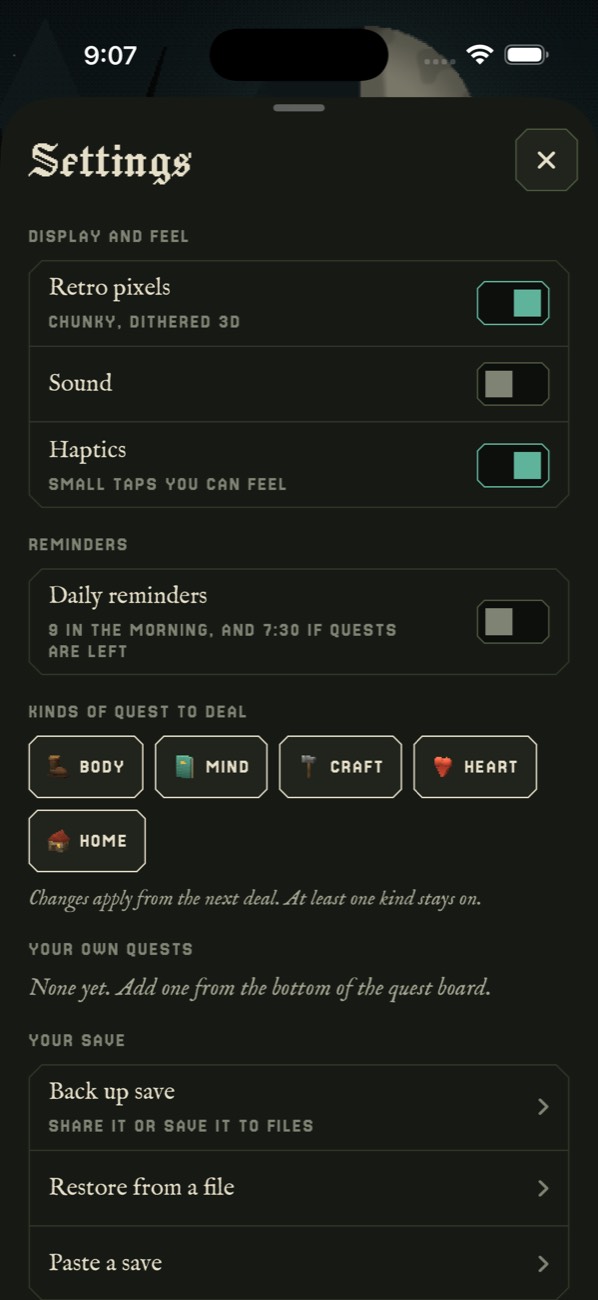 9:07
Settings
DISPLAY AND FEEL
Retro pixels
CHUNKY, DITHERED 3D
Sound
Haptics
SMALL TAPS YOU CAN FEEL
REMINDERS
Daily reminders
9 IN THE MORNING, AND 7:30 IF QUESTS
ARE LEFT
KINDS OF QUEST TO DEAL
BODY MIND CRAFT HEART
HOME
Changes apply from the next deal. At least one kind stays on.
YOUR OWN QUESTS
None yet. Add one from the bottom of the quest board.
YOUR SAVE
Back up save
SHARE IT OR SAVE IT TO FILES
Restore from a file
Paste a save